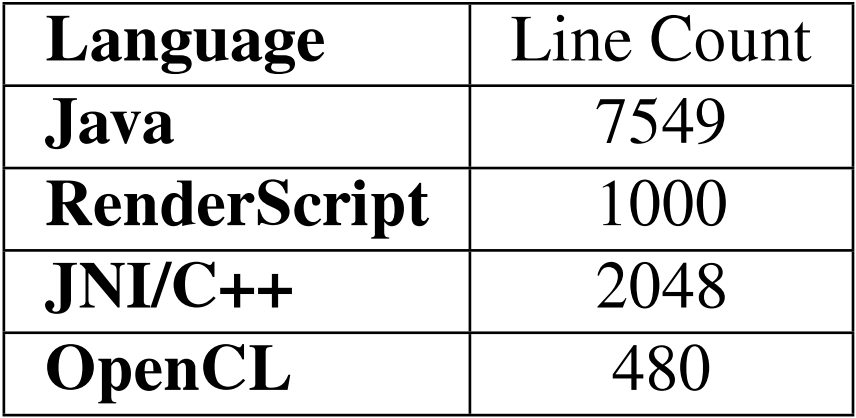 Language Line Count
Java 7549
RenderScript 1000
JNI/C++ 2048
OpenCL 480